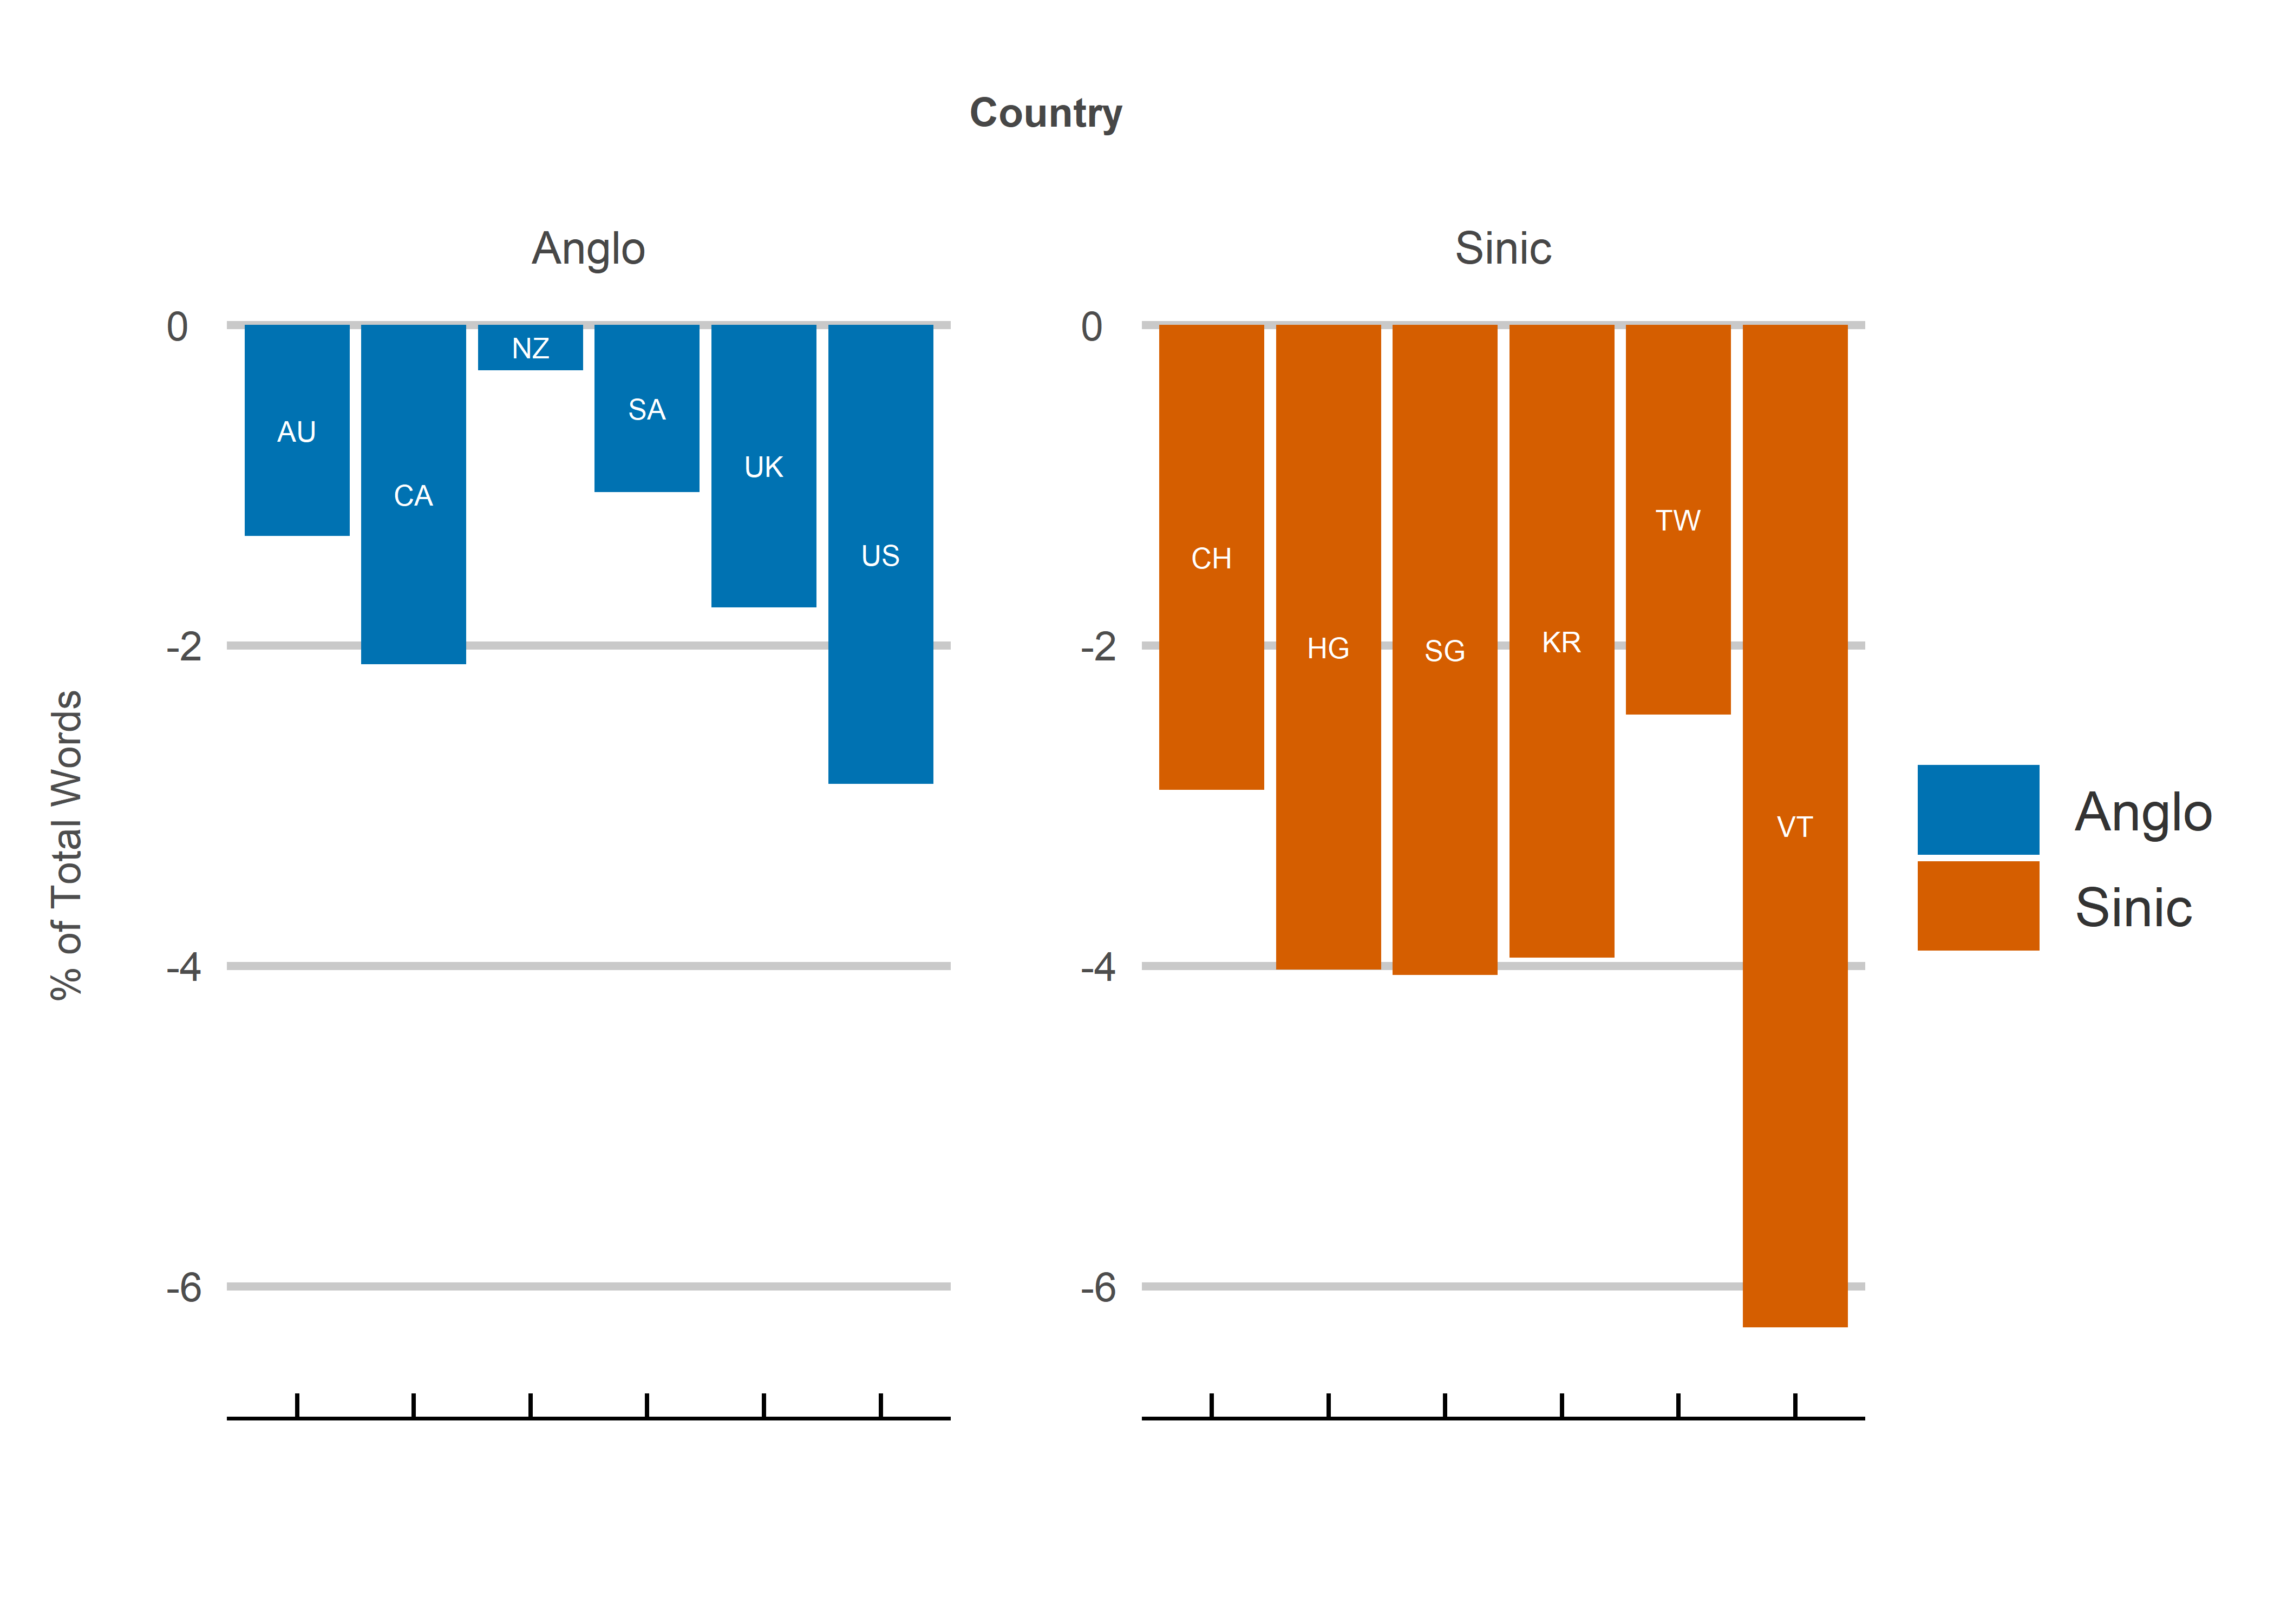 Country
Anglo
0
-2
-4
-6
% of Total Words
AU
CA
NZ
SA
UK
US
Sinic
0
-2
-4
-6
CH
HG
SG
KR
TW
VT
Anglo
Sinic